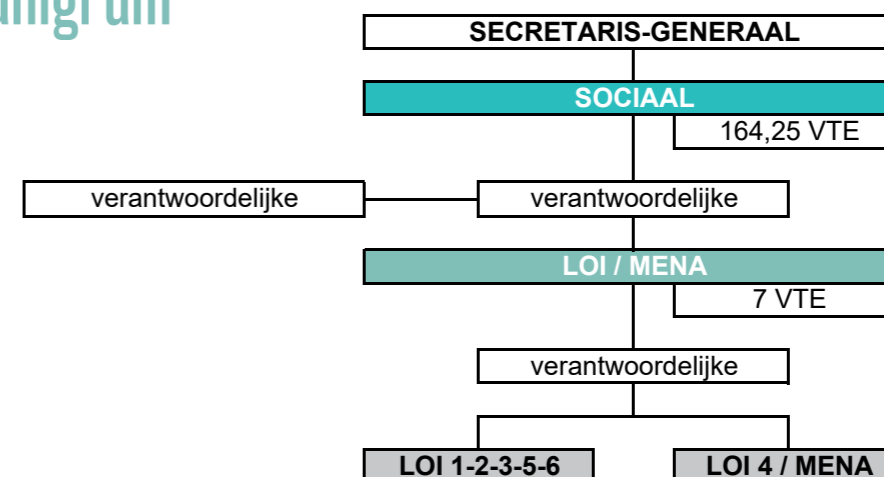 SECRETARIS-GENERAAL
SOCIAAL
164,25 VTE
verantwoordelijke
verantwoordelijke
LOI / MENA
7 VTE
verantwoordelijke
LOI 1-2-3-5-6
LOI 4 / MENA